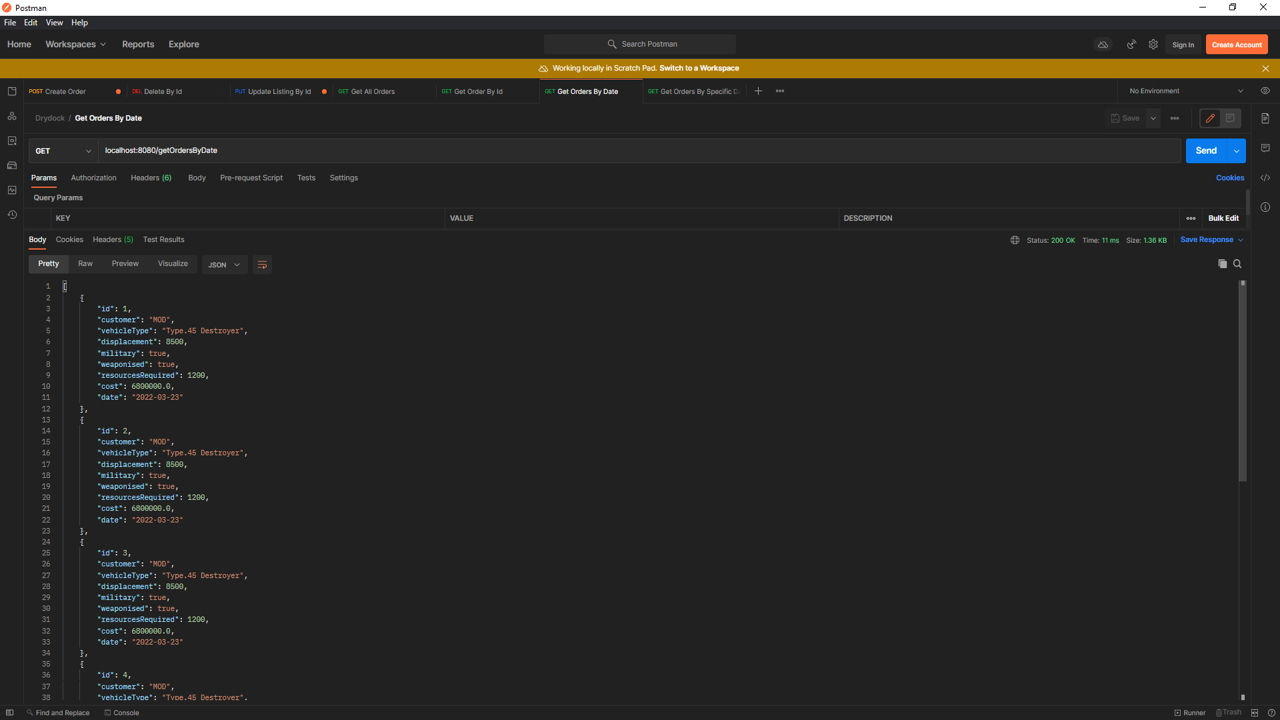 Postman
File Edit View Help
Home Workspaces Reports Explore Search Postman Sign In Create Account
Working locally in Scratch Pad. Switch to a Workspace
POST Create Order DEL Delete By Id PUT Update Listing By Id GET Get All Orders GET Get Order By Id GET Get Orders By Date GET Get Orders By Specific D No Environment
Drydock / Get Orders By Date Save
GET localhost:8080/getOrdersByDate Send
Params Authorization Headers (6) Body Pre-request Script Tests Settings Cookies
Query Params
KEY VALUE DESCRIPTION Bulk Edit
Body Cookies Headers (5) Test Results Status: 200 OK Time: 11 ms Size: 1.36 KB Save Response
Pretty Raw Preview Visualize JSON
1 [
2 {
3 "id": 1,
4 "customer": "MOD",
5 "vehicleType": "Type.45 Destroyer",
6 "displacement": 8500,
7 "military": true,
8 "weaponised": true,
9 "resourcesRequired": 1200,
10 "cost": 6800000.0,
11 "date": "2022-03-23"
12 },
13 {
14 "id": 2,
15 "customer": "MOD",
16 "vehicleType": "Type.45 Destroyer",
17 "displacement": 8500,
18 "military": true,
19 "weaponised": true,
20 "resourcesRequired": 1200,
21 "cost": 6800000.0,
22 "date": "2022-03-23"
23 },
24 {
25 "id": 3,
26 "customer": "MOD",
27 "vehicleType": "Type.45 Destroyer",
28 "displacement": 8500,
29 "military": true,
30 "weaponised": true,
31 "resourcesRequired": 1200,
32 "cost": 6800000.0,
33 "date": "2022-03-23"
34 },
35 {
36 "id": 4,
37 "customer": "MOD",
38 "vehicleType": "Type.45 Destroyer",
Find and Replace Console Runner Trash